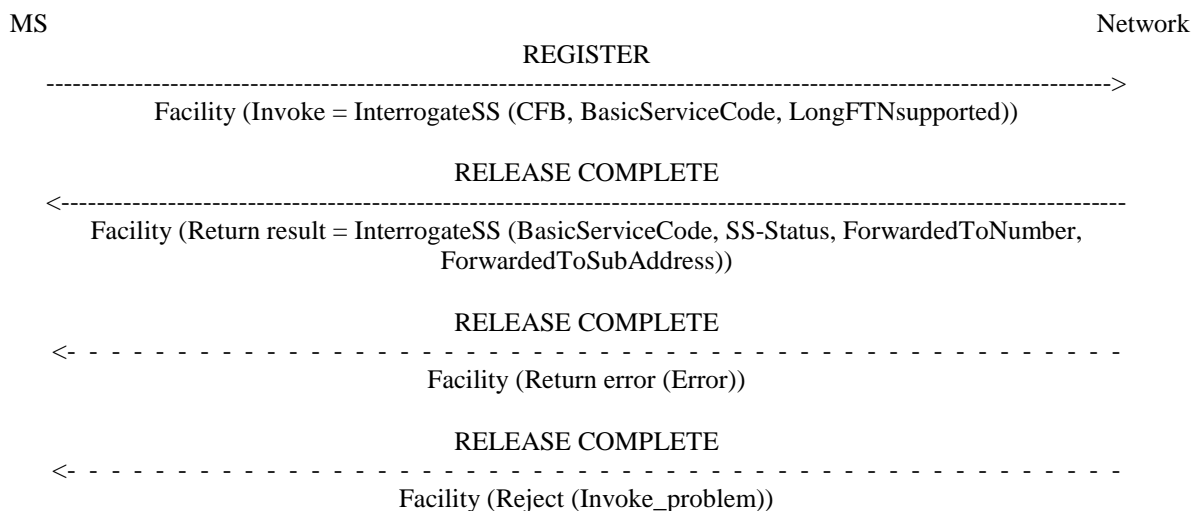 MS Network
REGISTER
Facility (Invoke = InterrogateSS (CFB, BasicServiceCode, LongFTNsupported))
RELEASE COMPLETE
Facility (Return result = InterrogateSS (BasicServiceCode, SS-Status, ForwardedToNumber,
ForwardedToSubAddress))
RELEASE COMPLETE
Facility (Return error (Error))
RELEASE COMPLETE
Facility (Reject (Invoke_problem))